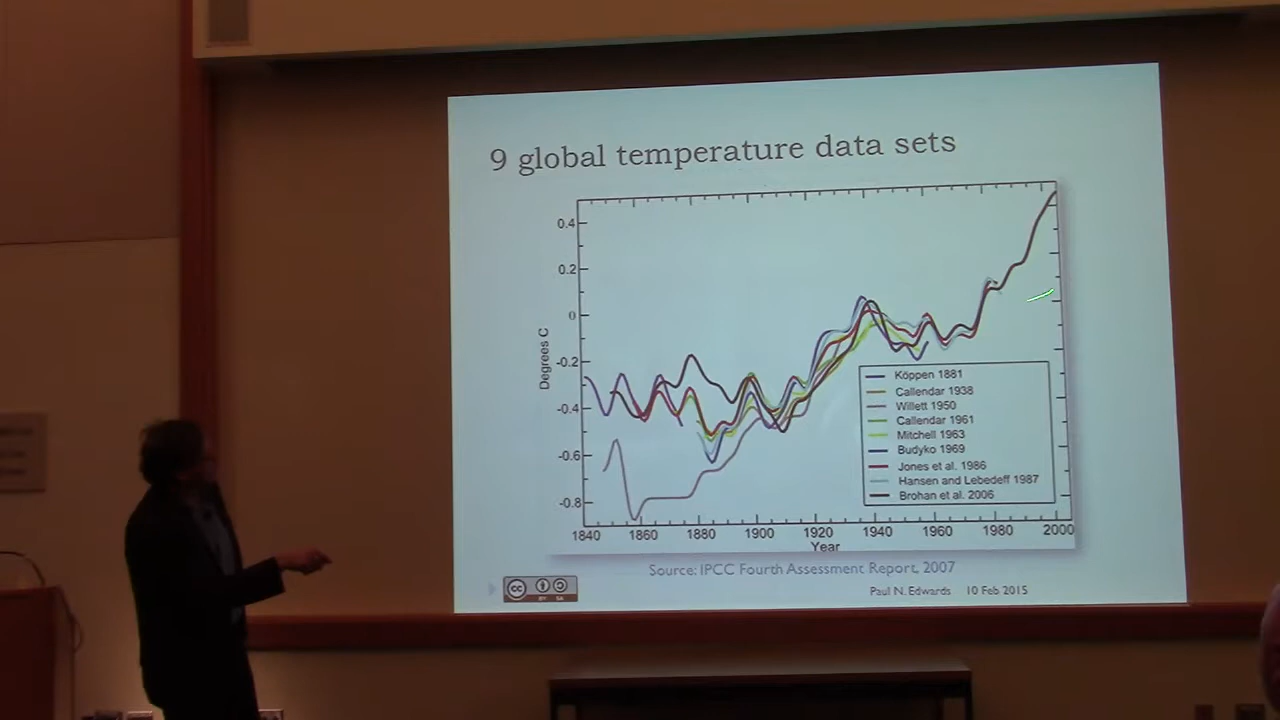 9 global temperature data sets
0.4
0.2
0
-0.2
-0.4
-0.6
-0.8
Degrees C
Köppen 1881
Callendar 1938
Willett 1950
Callendar 1961
Mitchell 1963
Budyko 1969
Jones et al. 1986
Hansen and Lebedeff 1987
Brohan et al. 2006
1840 1860 1880 1900 1920 1940 1960 1980 2000
Year
Source: IPCC Fourth Assessment Report, 2007
cc
BY SA
Paul N. Edwards 10 Feb 2015